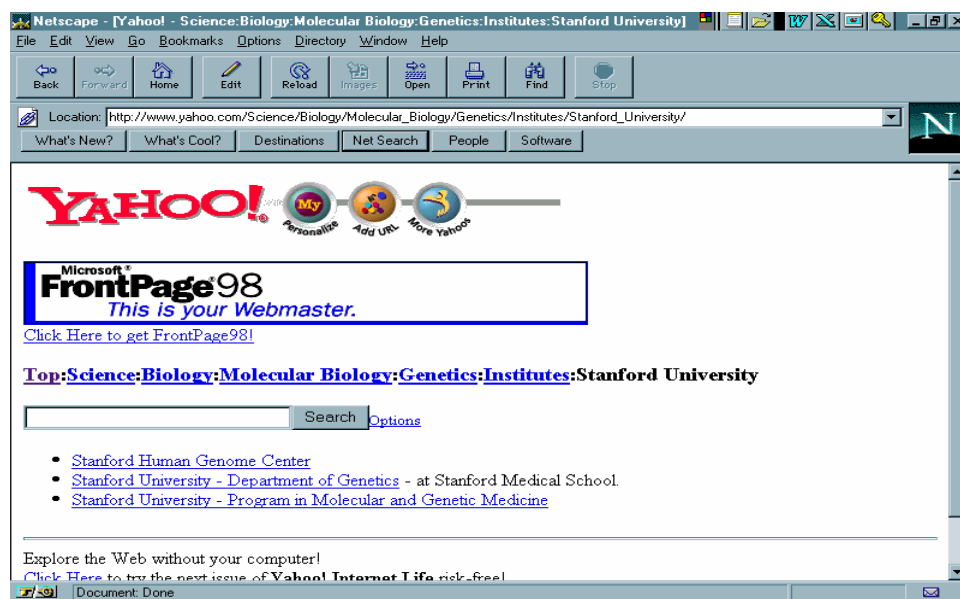 Netscape - [Yahoo! - Science:Biology:Molecular Biology:Genetics:Institutes:Stanford University]
File Edit View Go Bookmarks Options Directory Window Help
Back Forward Home Edit Reload Images Open Print Find Stop
Location: http://www.yahoo.com/Science/Biology/Molecular_Biology/Genetics/Institutes/Stanford_University/
N
What's New? What's Cool? Destinations Net Search People Software
YAHOO!
My
Personalize Add URL More Yahoos
Microsoft®
FrontPage 98
This is your Webmaster.
Click Here to get FrontPage98!
Top:Science:Biology:Molecular Biology:Genetics:Institutes:Stanford University
Search Options
• Stanford Human Genome Center
• Stanford University - Department of Genetics - at Stanford Medical School.
• Stanford University - Program in Molecular and Genetic Medicine
Explore the Web without your computer!
Click Here to try the next issue of Yahoo! Internet Life risk-free!
Document: Done